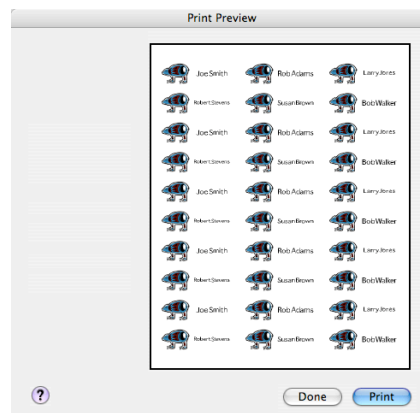 Print Preview
Joe Smith Rob Adams Larry Jones
Robert Stevens Susan Brown Bob Walker
Joe Smith Rob Adams Larry Jones
Robert Stevens Susan Brown Bob Walker
Joe Smith Rob Adams Larry Jones
Robert Stevens Susan Brown Bob Walker
Joe Smith Rob Adams Larry Jones
Robert Stevens Susan Brown Bob Walker
Joe Smith Rob Adams Larry Jones
Robert Stevens Susan Brown Bob Walker
? Done Print